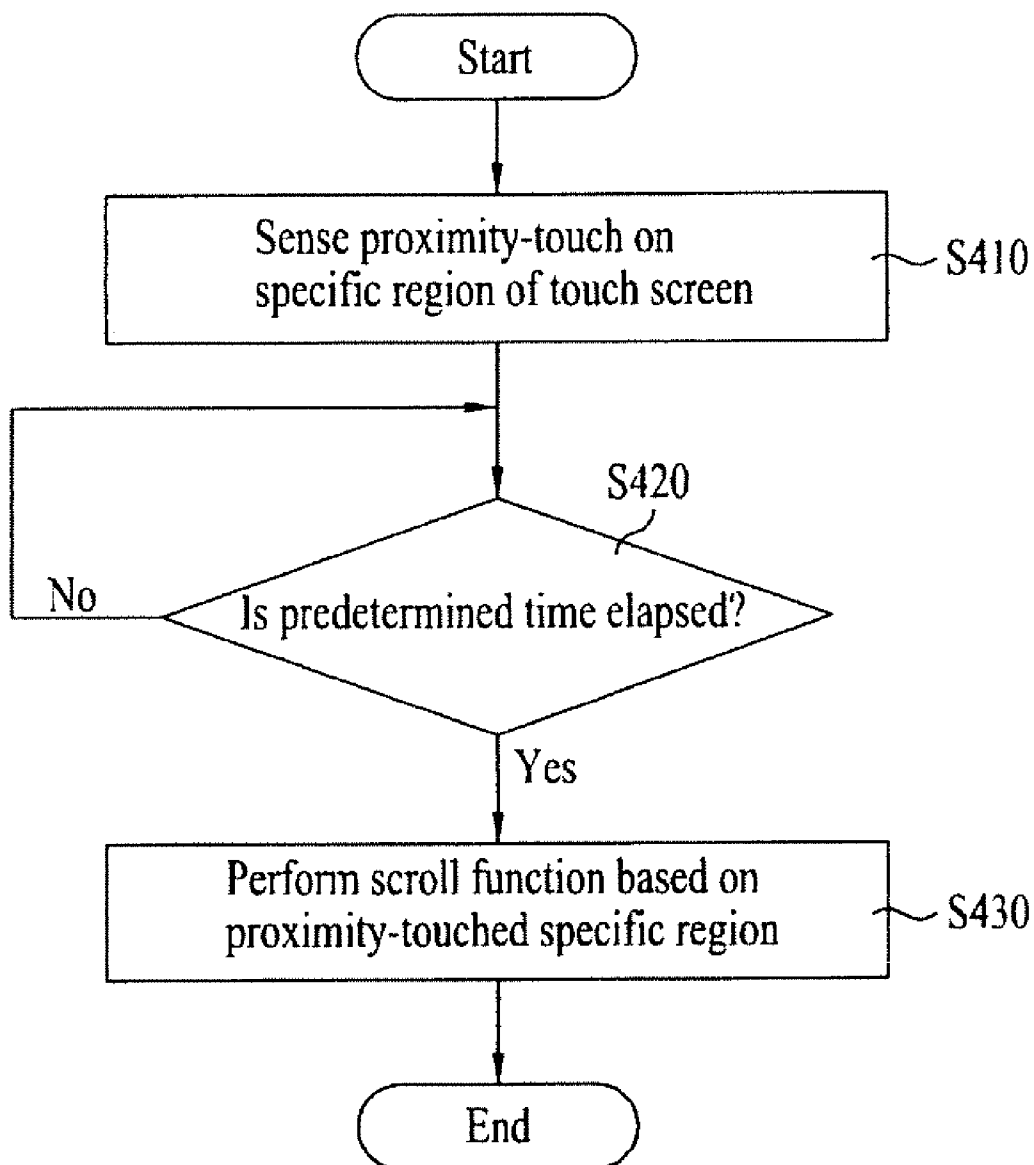 Start
Sense proximity-touch on
specific region of touch screen
S410
S420
No
Is predetermined time elapsed?
Yes
Perform scroll function based on
proximity-touched specific region
S430
End